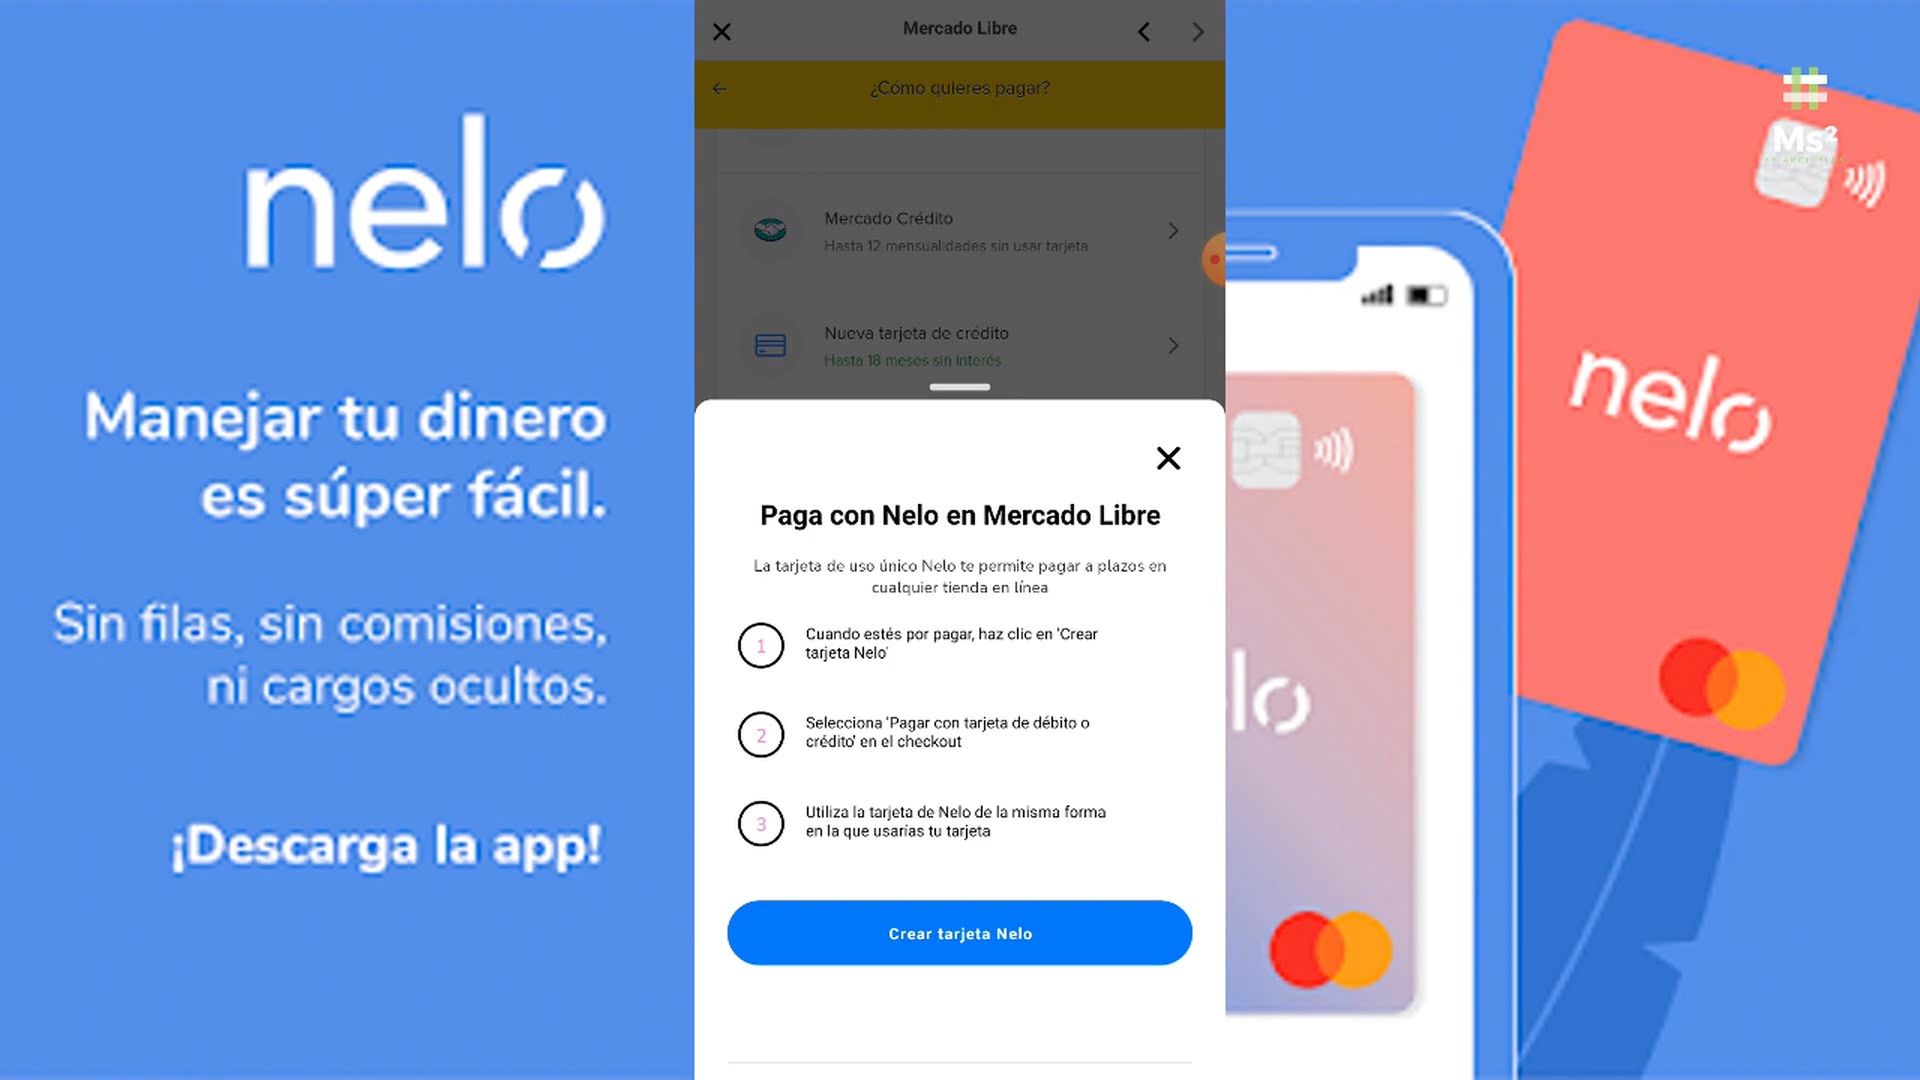 nelo
Manejar tu dinero
es súper fácil.
Sin filas, sin comisiones,
ni cargos ocultos.
¡Descarga la app!
Mercado Libre
¿Cómo quieres pagar?
Mercado Crédito
Hasta 12 mensualidades sin usar tarjeta
Nueva tarjeta de crédito
Hasta 18 meses sin interés
Paga con Nelo en Mercado Libre
La tarjeta de uso único Nelo te permite pagar a plazos en
cualquier tienda en línea
1
Cuando estés por pagar, haz clic en 'Crear
tarjeta Nelo'
2
Selecciona 'Pagar con tarjeta de débito o
crédito' en el checkout
3
Utiliza la tarjeta de Nelo de la misma forma
en la que usarías tu tarjeta
Crear tarjeta Nelo
Ms²
nelo
lo